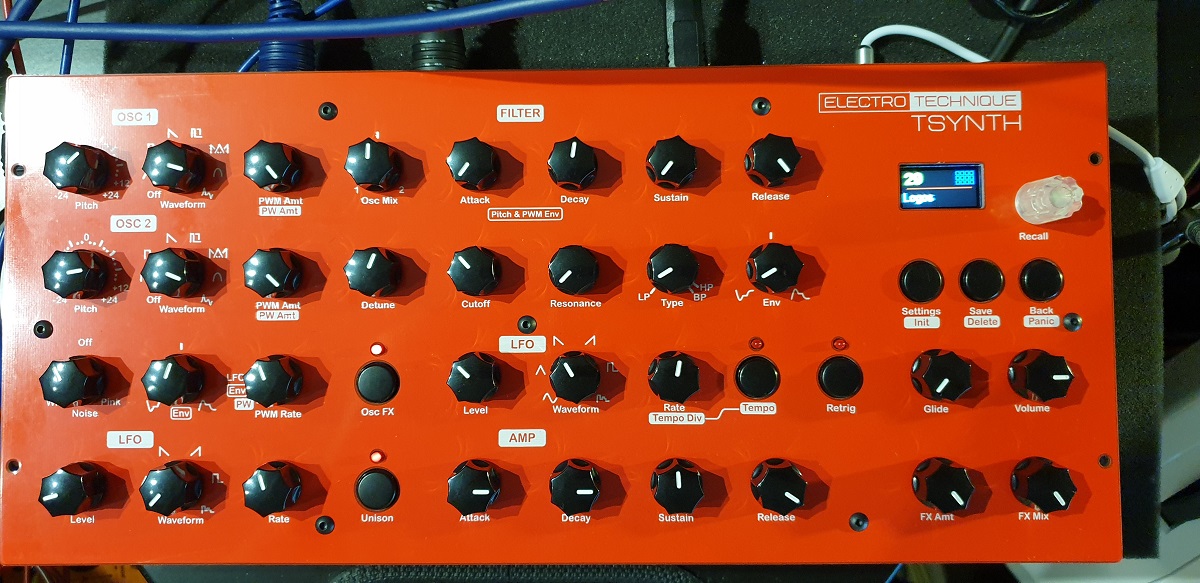 ELECTRO TECHNIQUE
TSYNTH
OSC 1
FILTER
-24 +24 +12
Pitch
Off
Waveform
PWM Amt
PW Amt
1 2
Osc Mix
Attack
Decay
Sustain
Release
Pitch & PWM Env
23
Recall
OSC 2
0
-24 +24 +12
Pitch
Off
Waveform
PWM Amt
PW Amt
Detune
Cutoff
Resonance
LP HP
BP
Type
Env
Settings
Init
Save
Delete
Back
Panic
Off
Pink
Noise
Env
LFO
Env
PW
PWM Rate
Osc FX
LFO
Level
Waveform
Rate
Tempo Div
Tempo
Retrig
Glide
Volume
LFO
Level
Waveform
Rate
Unison
AMP
Attack
Decay
Sustain
Release
FX Amt
FX Mix